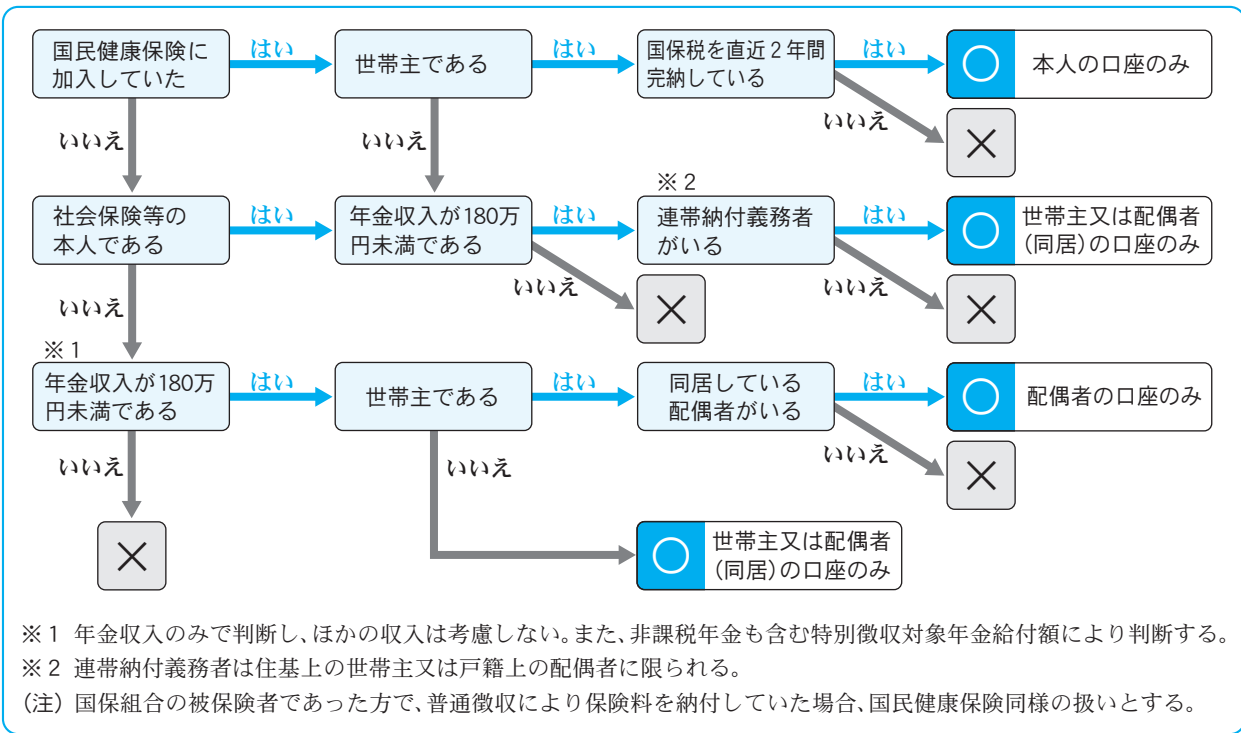 国民健康保険に
加入していた
はい
世帯主である
はい
国保税を直近2年間
完納している
はい
○
本人の口座のみ
いいえ
×
いいえ
いいえ
社会保険等の
本人である
はい
年金収入が180万
円未満である
はい
※2
連帯納付義務者
がいる
はい
○
世帯主又は配偶者
(同居)の口座のみ
いいえ
×
いいえ
×
いいえ
※1
年金収入が180万
円未満である
はい
世帯主である
はい
同居している
配偶者がいる
はい
○
配偶者の口座のみ
いいえ
×
いいえ
×
いいえ
○
世帯主又は配偶者
(同居)の口座のみ
※1 年金収入のみで判断し、ほかの収入は考慮しない。また、非課税年金も含む特別徴収対象年金給付額により判断する。
※2 連帯納付義務者は住基上の世帯主又は戸籍上の配偶者に限られる。
(注) 国保組合の被保険者であった方で、普通徴収により保険料を納付していた場合、国民健康保険同様の扱いとする。